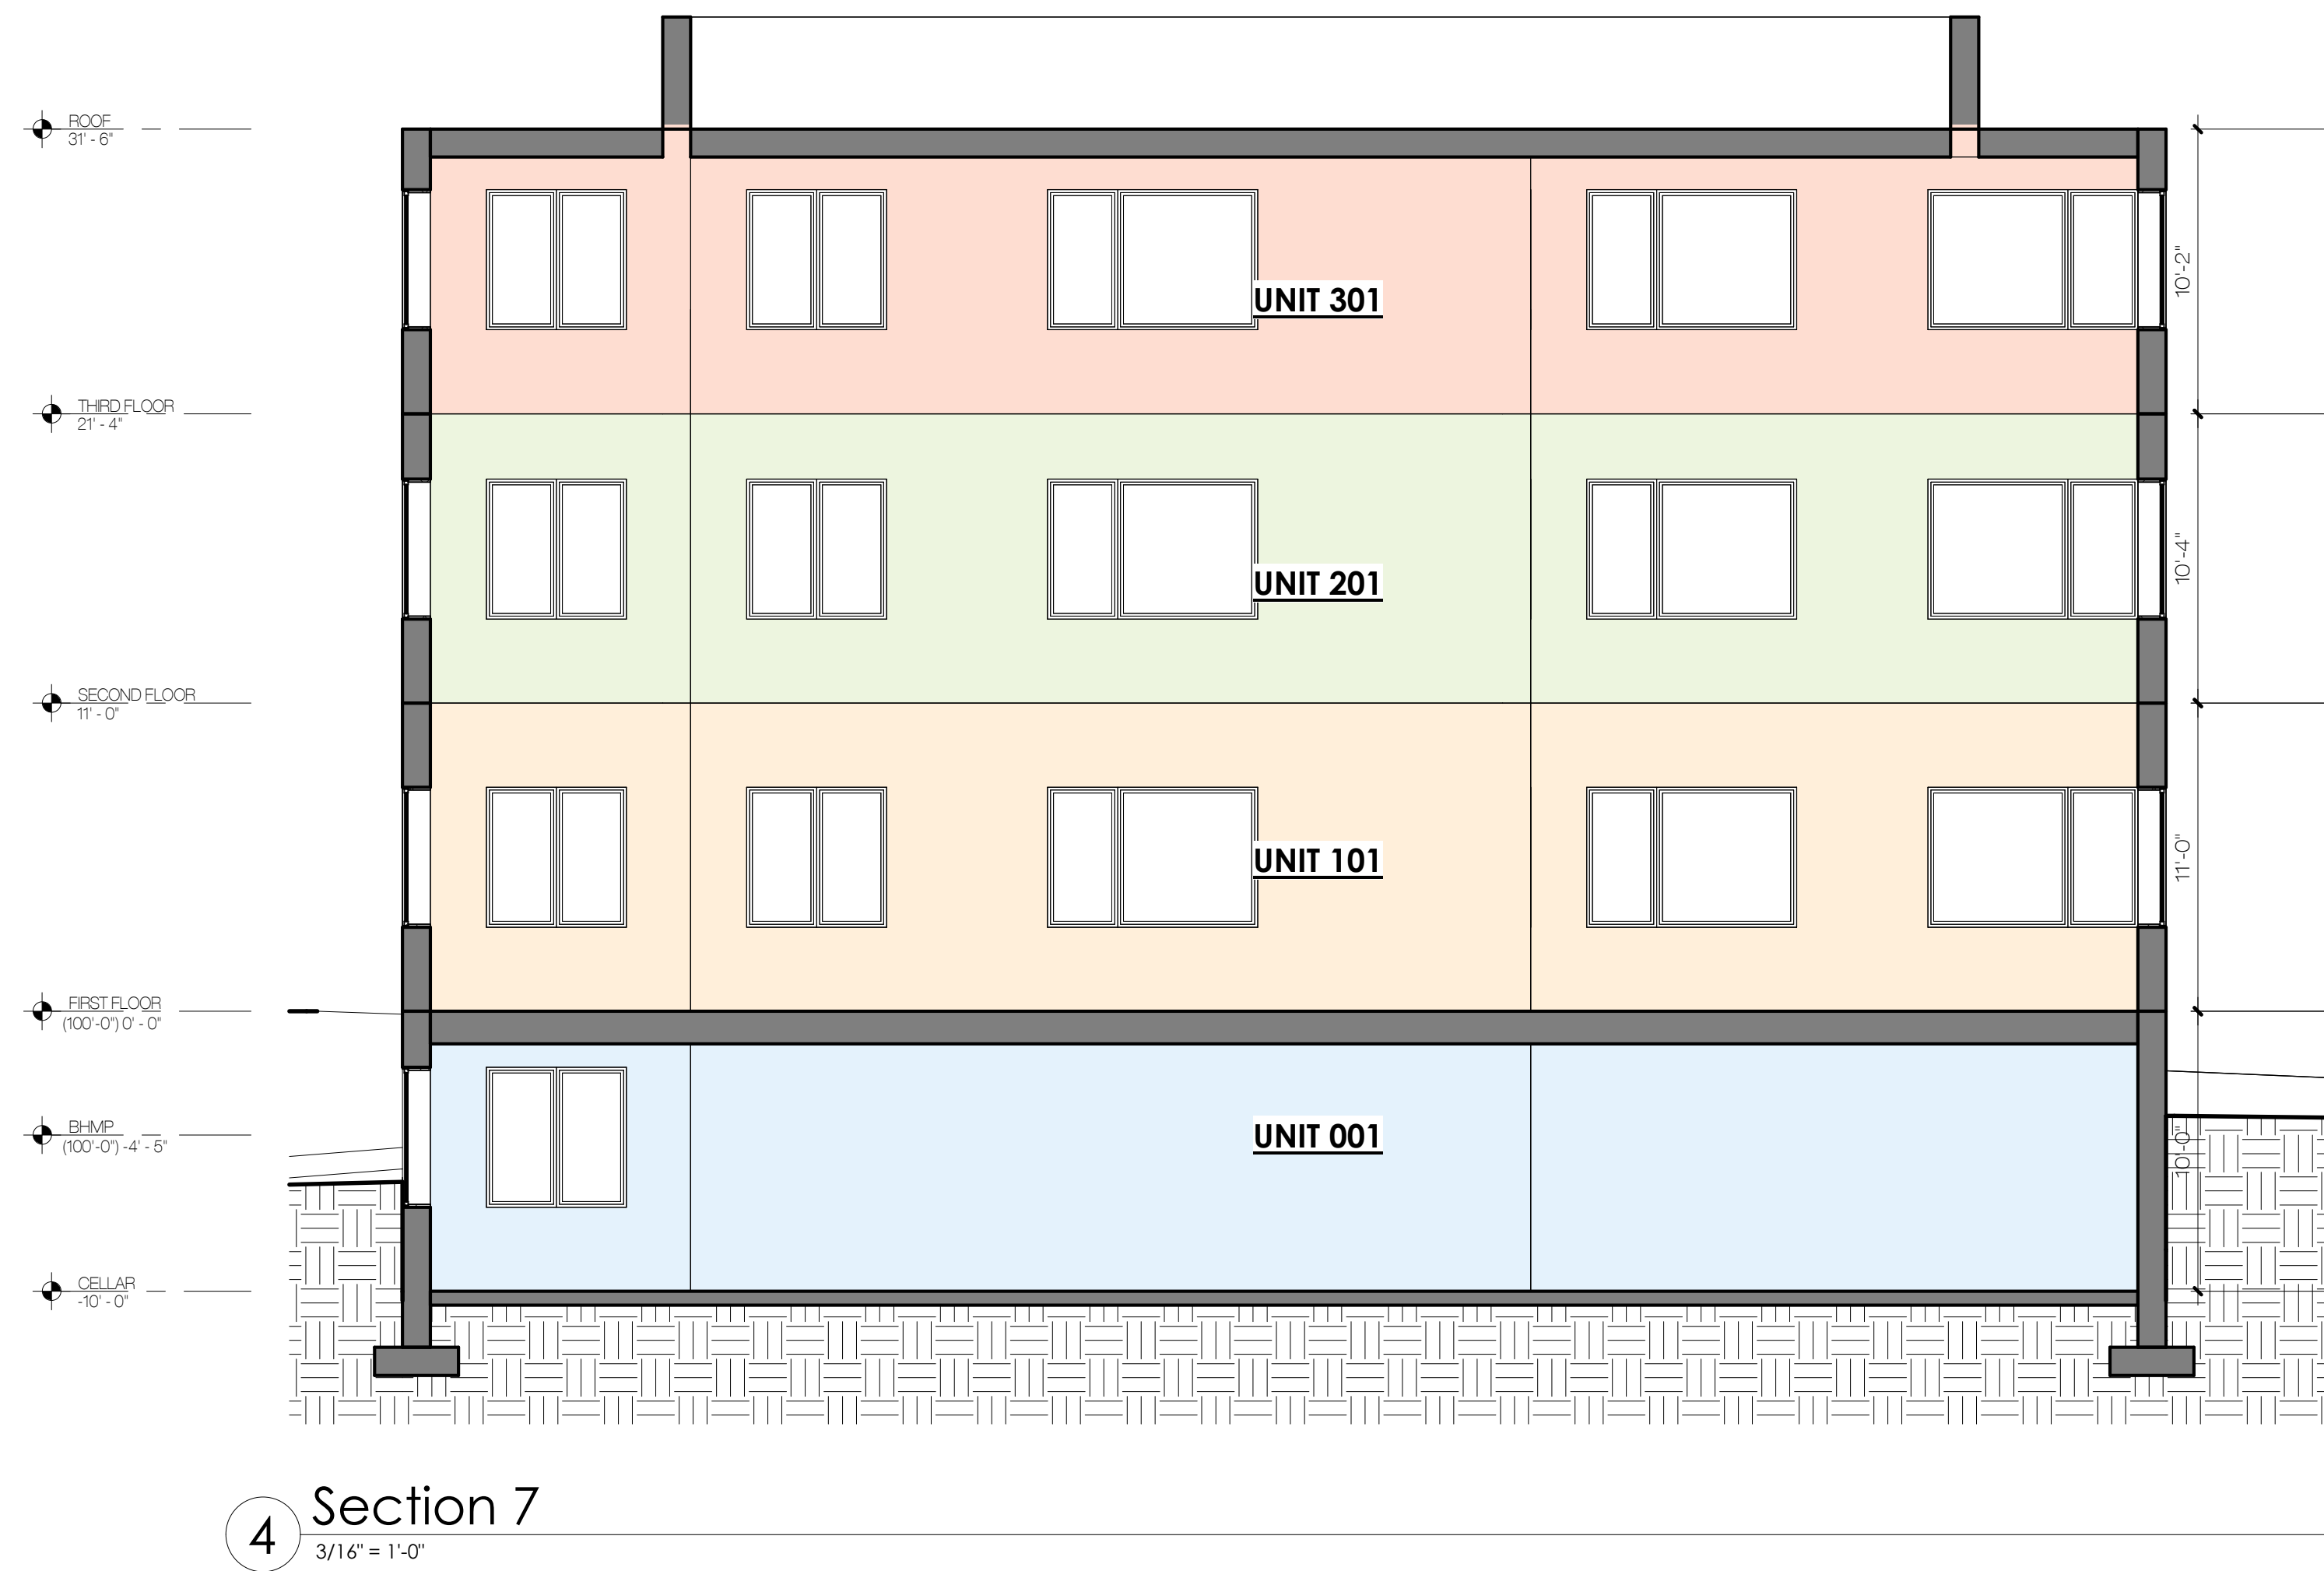 ROOF
31' - 6"
10'-2"
UNIT 301
THIRD FLOOR
21' - 4"
10'-4"
UNIT 201
SECOND FLOOR
11' - 0"
11'-0"
UNIT 101
FIRST FLOOR
(100'-0") 0' - 0"
BHMP
(100'-0") -4' - 5"
UNIT 001
10'-0"
CELLAR
-10' - 0"
4
Section 7
3/16" = 1'-0"